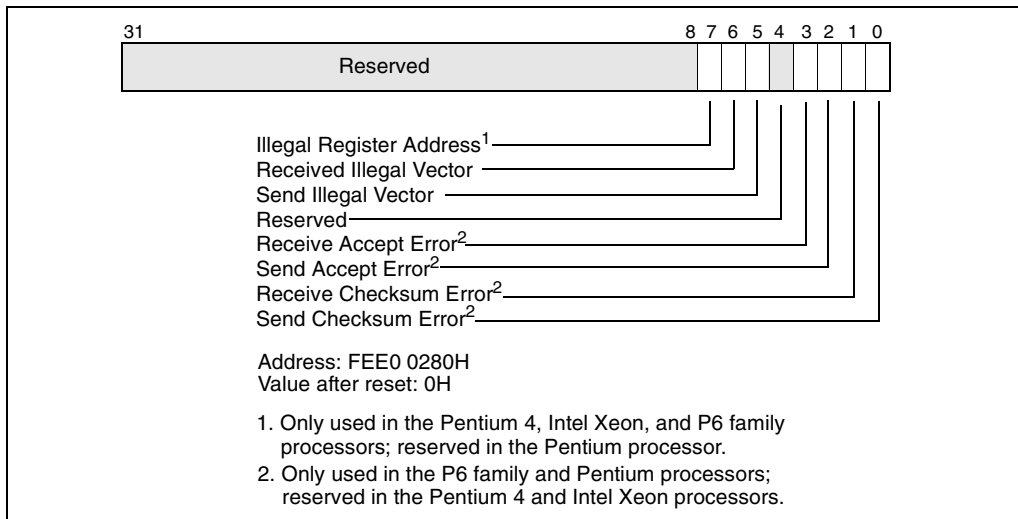 31 8 7 6 5 4 3 2 1 0
Reserved
Illegal Register Address1
Received Illegal Vector
Send Illegal Vector
Reserved
Receive Accept Error2
Send Accept Error2
Receive Checksum Error2
Send Checksum Error2
Address: FEE0 0280H
Value after reset: 0H
1. Only used in the Pentium 4, Intel Xeon, and P6 family
processors; reserved in the Pentium processor.
2. Only used in the P6 family and Pentium processors;
reserved in the Pentium 4 and Intel Xeon processors.